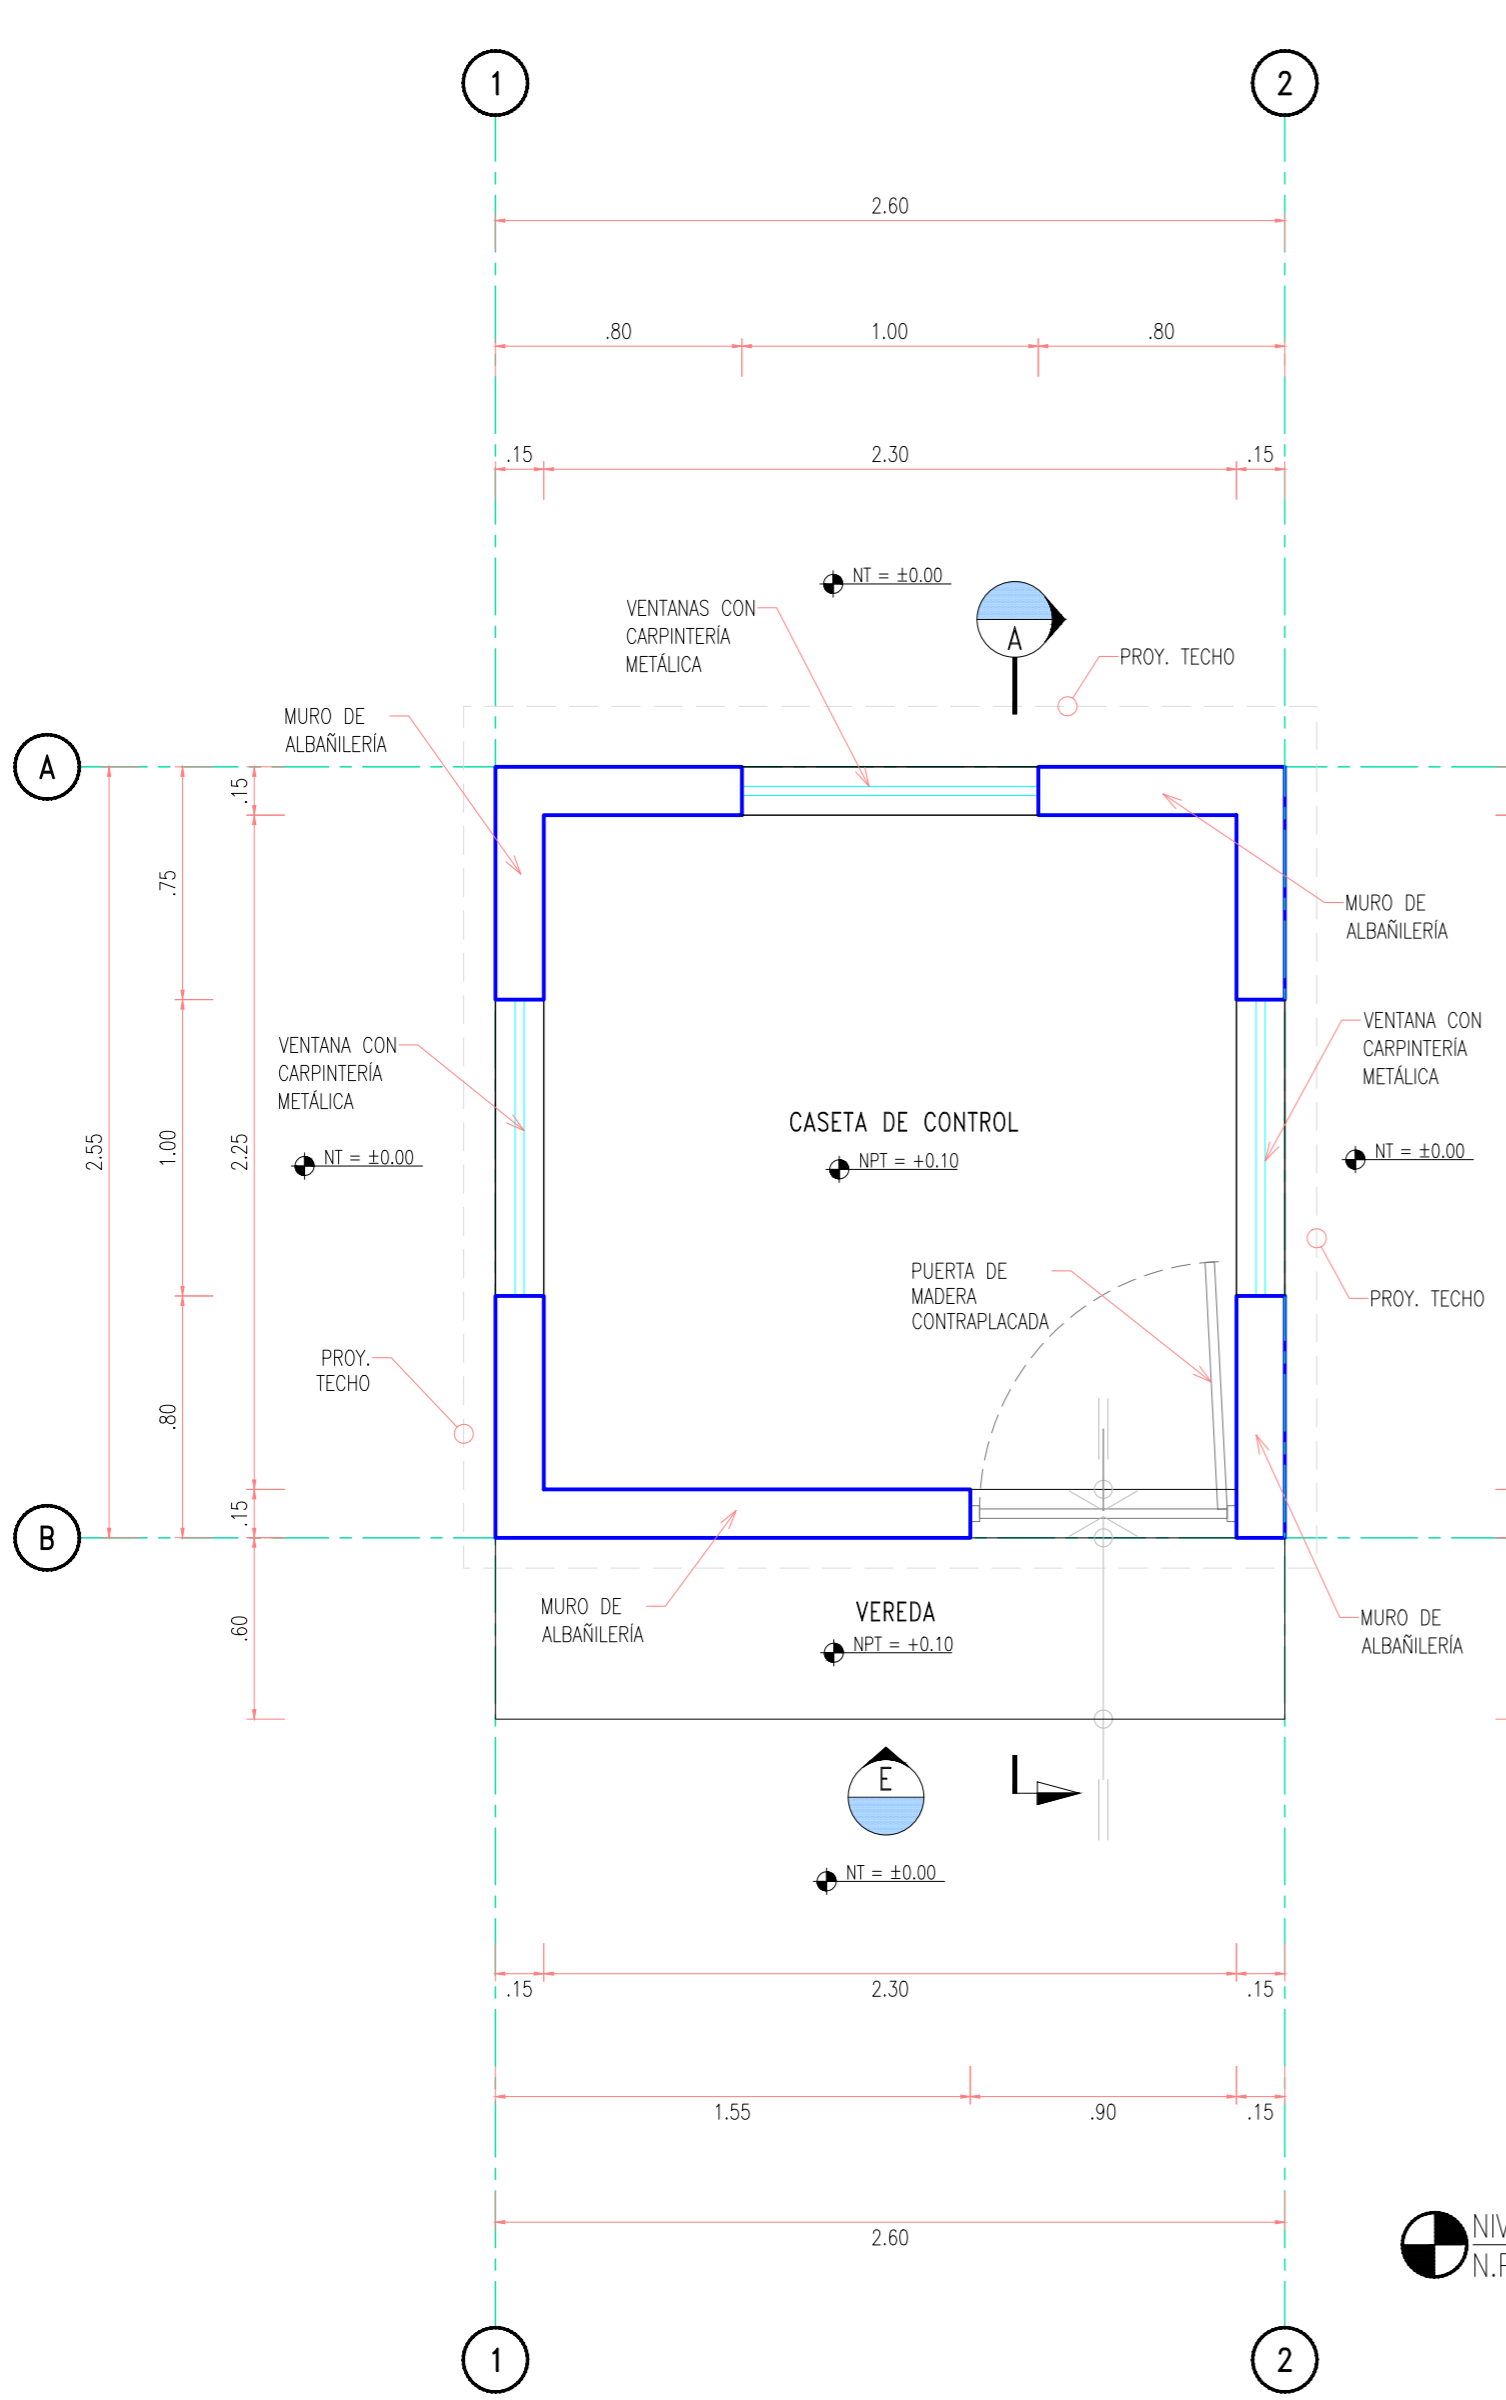 1
2
2.60
.80
1.00
.80
.15
2.30
.15
NT = ±0.00
VENTANAS CON
CARPINTERÍA
METÁLICA
A
PROY. TECHO
MURO DE
ALBAÑILERÍA
A
.15
.75
MURO DE
ALBAÑILERÍA
VENTANA CON
CARPINTERÍA
METÁLICA
VENTANA CON
CARPINTERÍA
METÁLICA
CASETA DE CONTROL
NPT = +0.10
2.55
1.00
2.25
NT = ±0.00
NT = ±0.00
PUERTA DE
MADERA
CONTRAPLACADA
PROY. TECHO
PROY.
TECHO
.80
.15
B
.60
MURO DE
ALBAÑILERÍA
VEREDA
NPT = +0.10
MURO DE
ALBAÑILERÍA
E
NT = ±0.00
.15
2.30
.15
1.55
.90
.15
2.60
1
2